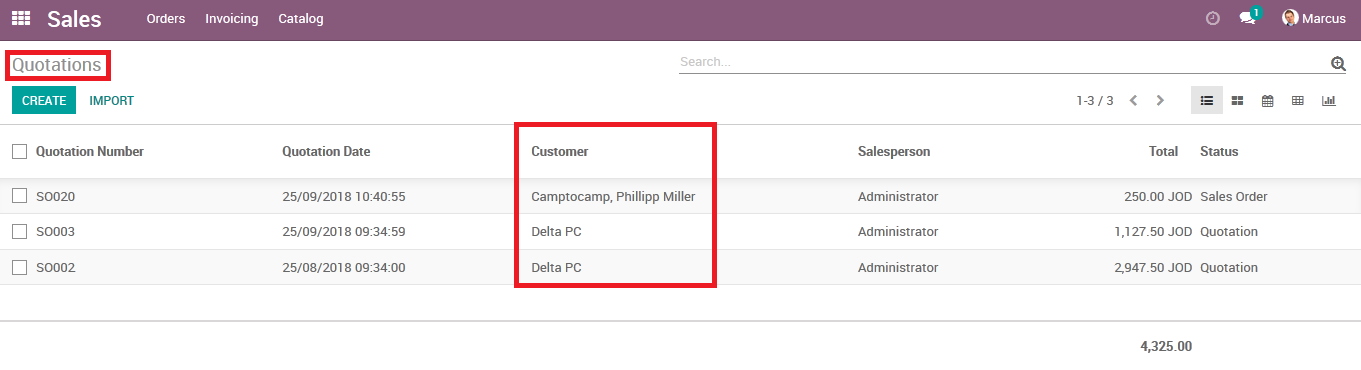 Sales Orders Invoicing Catalog 1 Marcus
Quotations Search...
CREATE IMPORT 1-3 / 3
Quotation Number Quotation Date Customer Salesperson Total Status
SO020 25/09/2018 10:40:55 Camptocamp, Phillipp Miller Administrator 250.00 JOD Sales Order
SO003 25/09/2018 09:34:59 Delta PC Administrator 1,127.50 JOD Quotation
SO002 25/08/2018 09:34:00 Delta PC Administrator 2,947.50 JOD Quotation
4,325.00